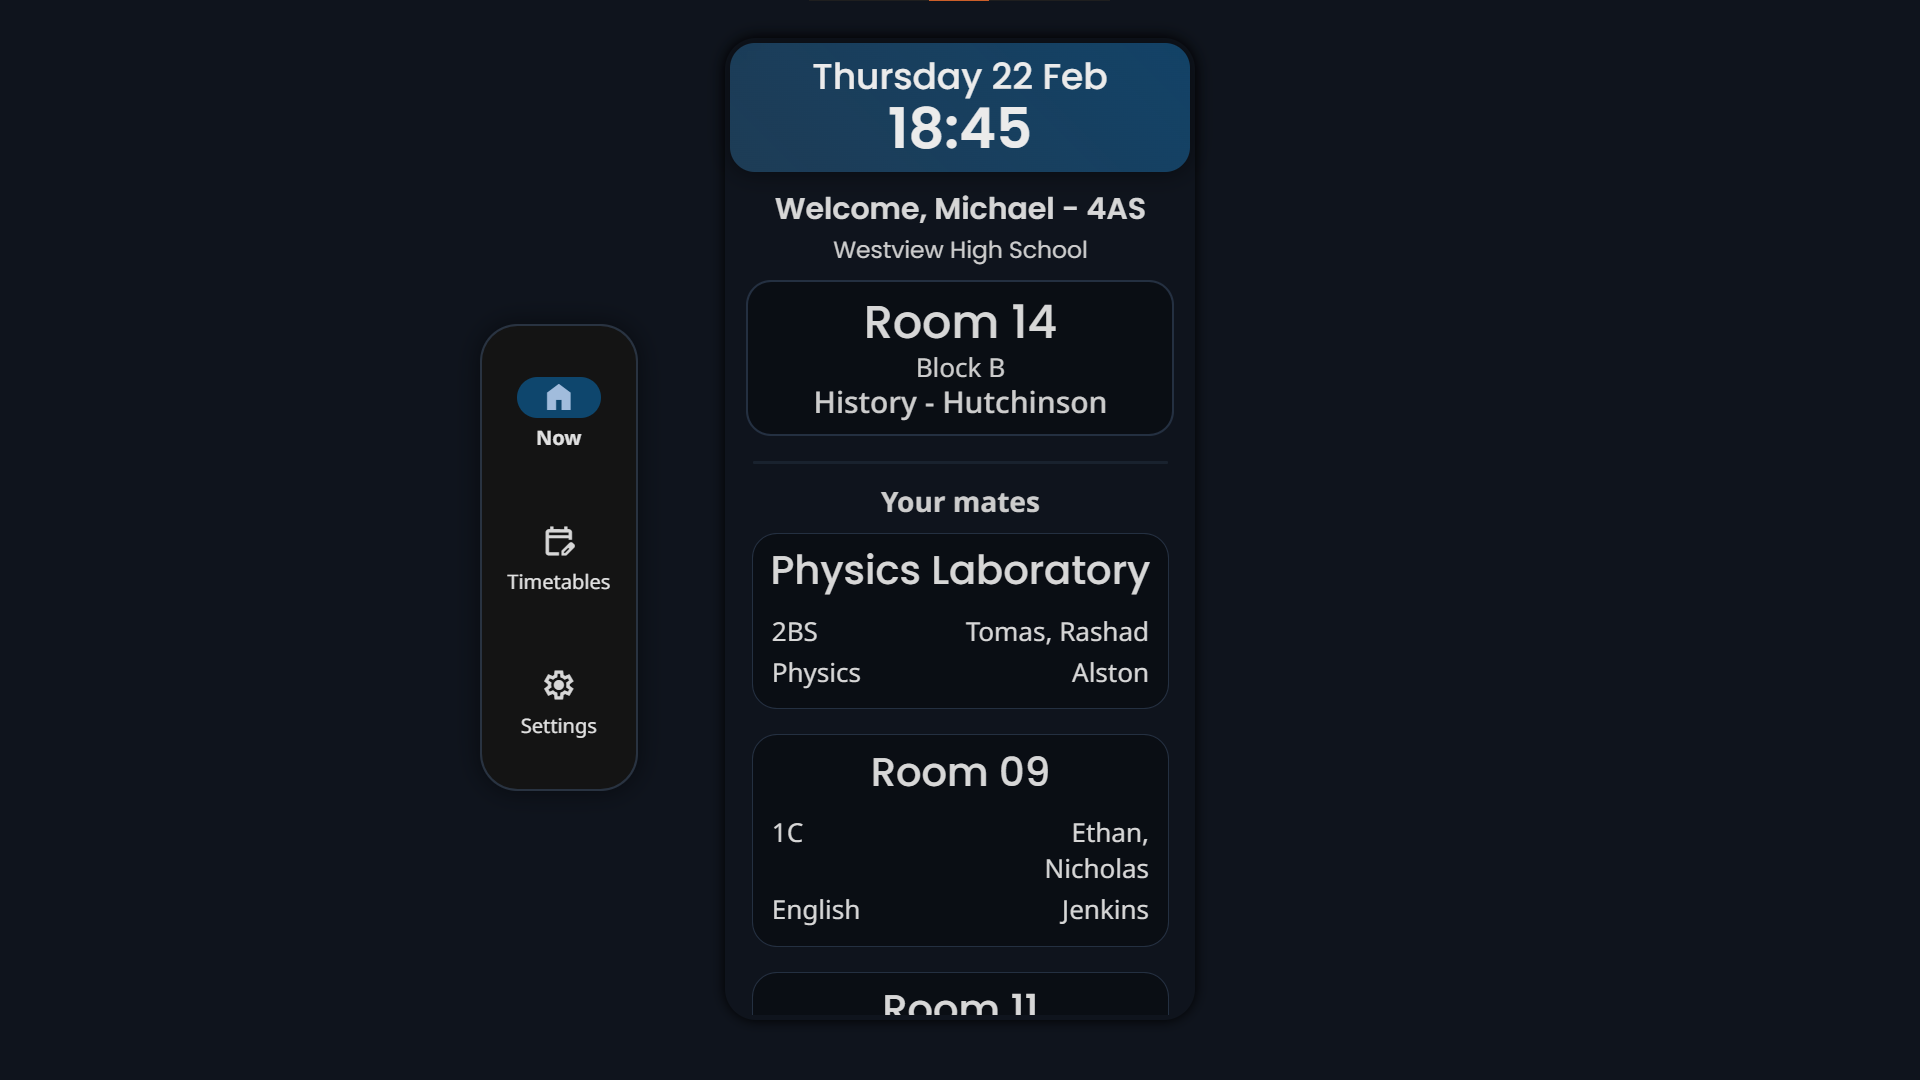 Thursday 22 Feb
18:45
Welcome, Michael - 4AS
Westview High School
Room 14
Block B
History - Hutchinson
Now
Timetables
Settings
Your mates
Physics Laboratory
2BS Tomas, Rashad
Physics Alston
Room 09
1C Ethan,
Nicholas
English Jenkins
Room 11